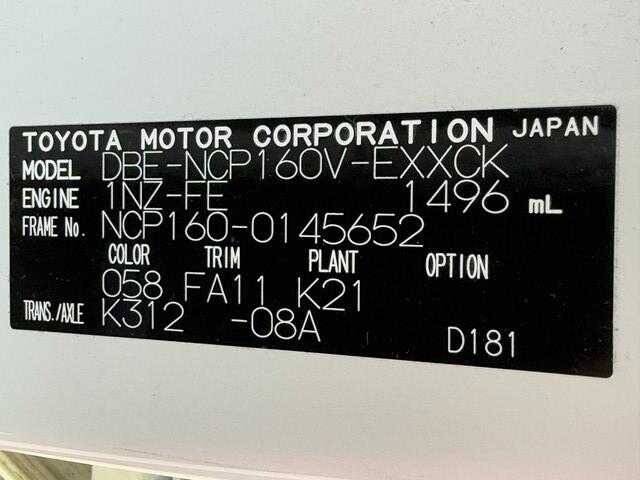 TOYOTA MOTOR CORPORATION JAPAN
MODEL DBE-NCP160V-EXXCK
ENGINE 1NZ-FE 1496 mL
FRAME No. NCP160-0145652
COLOR TRIM PLANT OPTION
058 FA11 K21
TRANS./AXLE K312 -08A
D181